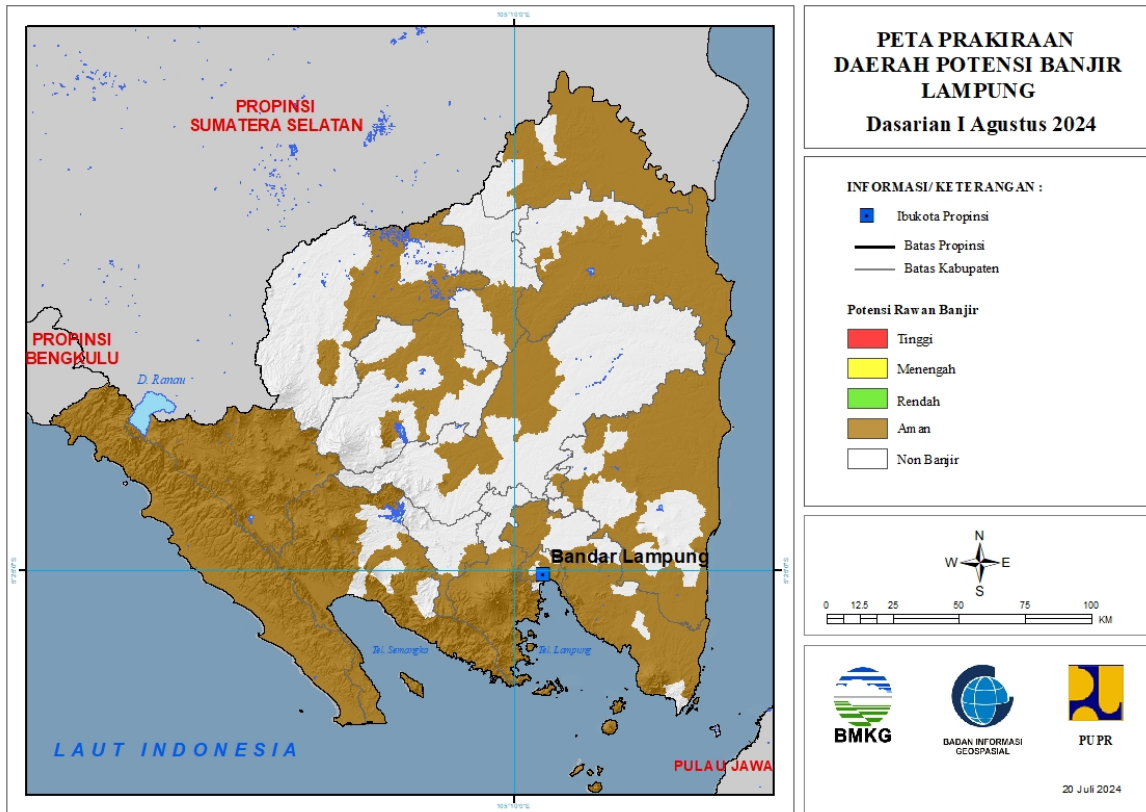 105°10'0"E
PROPINSI
SUMATERA SELATAN
PROPINSI
BENGKULU
D. Ranau
Bandar Lampung
Tel. Semangka
Tel. Lampung
LAUT INDONESIA
PULAU JAWA
PETA PRAKIRAAN
DAERAH POTENSI BANJIR
LAMPUNG
Dasarian I Agustus 2024
INFORMASI/ KETERANGAN :
Ibukota Propinsi
Batas Propinsi
Batas Kabupaten
Potensi Rawan Banjir
Tinggi
Menengah
Rendah
Aman
Non Banjir
N
W E
S
0 12.5 25 50 75 100
KM
BMKG
BADAN INFORMASI
GEOSPASIAL
PUPR
20 Juli 2024